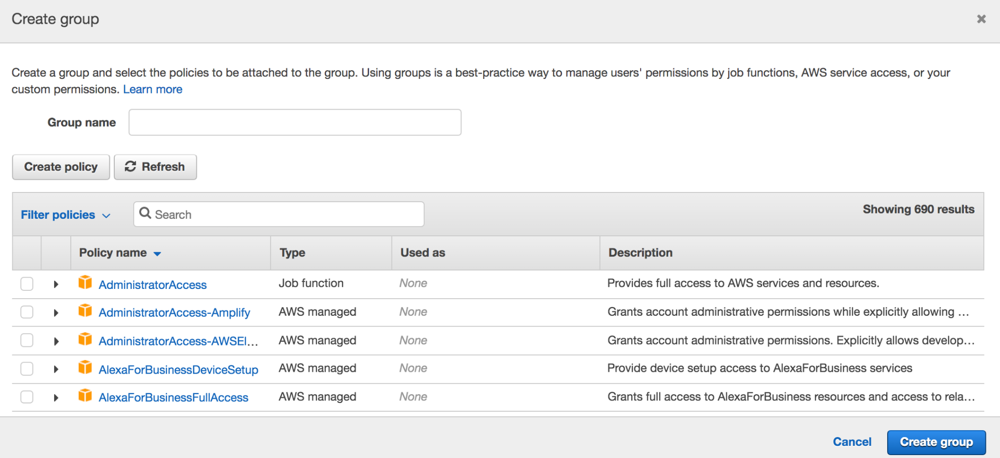 Create group
Create a group and select the policies to be attached to the group. Using groups is a best-practice way to manage users' permissions by job functions, AWS service access, or your
custom permissions. Learn more
Group name
Create policy Refresh
Filter policies Search Showing 690 results
Policy name Type Used as Description
AdministratorAccess Job function None Provides full access to AWS services and resources.
AdministratorAccess-Amplify AWS managed None Grants account administrative permissions while explicitly allowing …
AdministratorAccess-AWSEl… AWS managed None Grants account administrative permissions. Explicitly allows develop…
AlexaForBusinessDeviceSetup AWS managed None Provide device setup access to AlexaForBusiness services
AlexaForBusinessFullAccess AWS managed None Grants full access to AlexaForBusiness resources and access to rela…
Cancel Create group